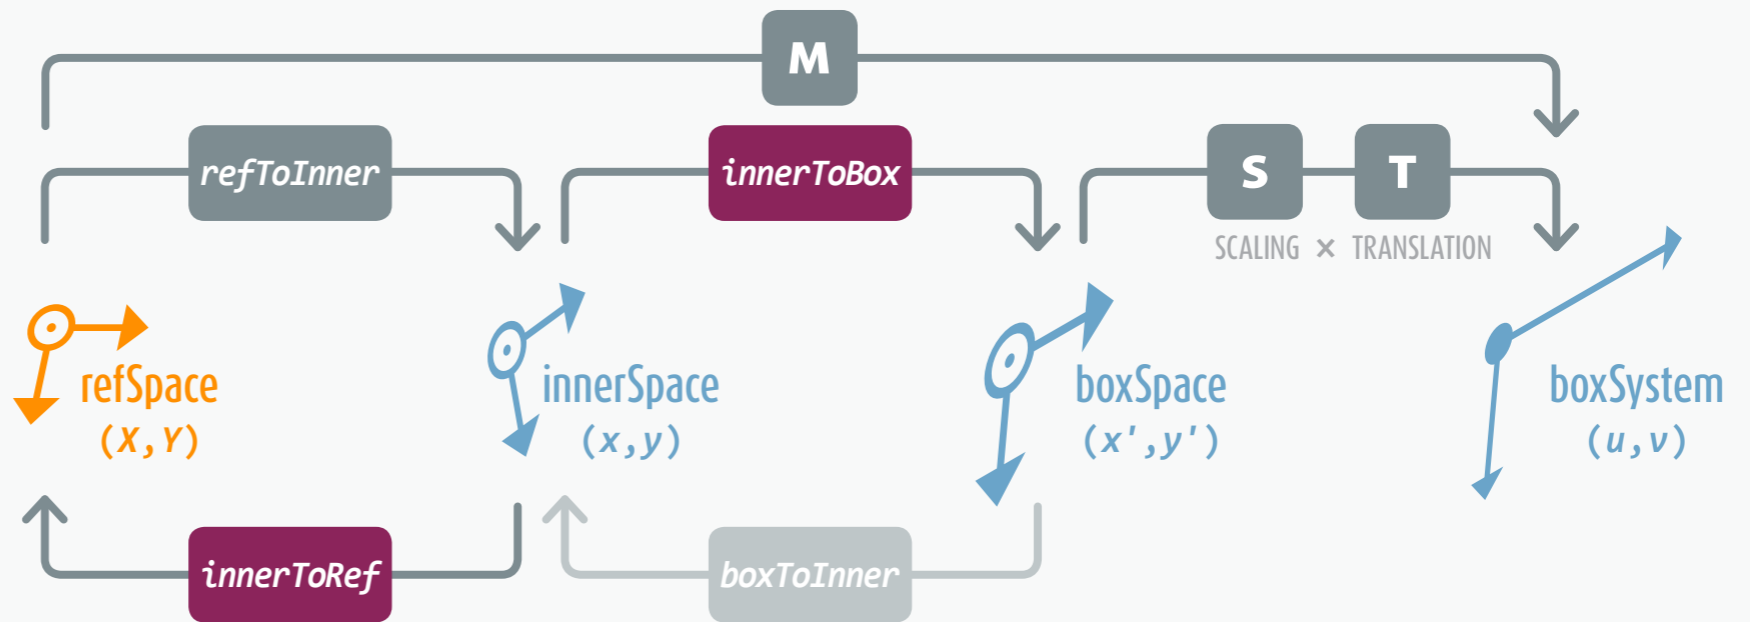 M
refToInner
innerToBox
S
T
SCALING × TRANSLATION
refSpace
(X,Y)
innerSpace
(x,y)
boxSpace
(x',y')
boxSystem
(u,v)
innerToRef
boxToInner